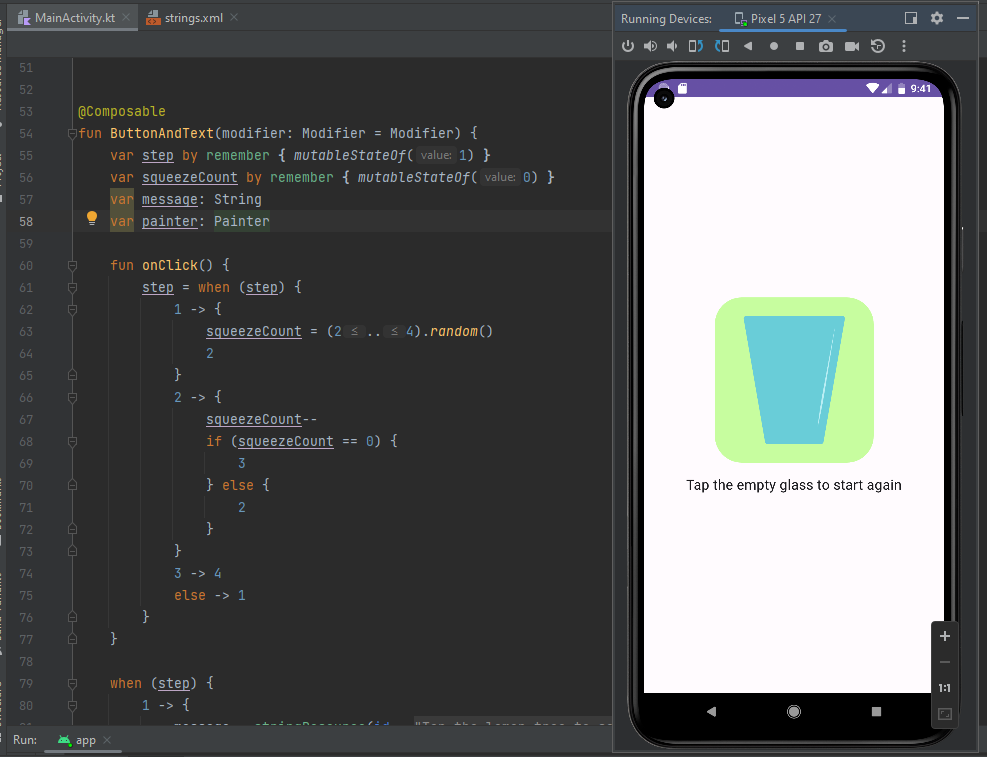 MainActivity.kt strings.xml
Running Devices: Pixel 5 API 27
51
52
53 @Composable
54 fun ButtonAndText(modifier: Modifier = Modifier) {
55 var step by remember { mutableStateOf( value: 1) }
56 var squeezeCount by remember { mutableStateOf( value: 0) }
57 var message: String
58 var painter: Painter
59
60 fun onClick() {
61 step = when (step) {
62 1 -> {
63 squeezeCount = (2 ≤ .. ≤ 4).random()
64 2
65 }
66 2 -> {
67 squeezeCount--
68 if (squeezeCount == 0) {
69 3
70 } else {
71 2
72 }
73 }
74 3 -> 4
75 else -> 1
76 }
77 }
78
79 when (step) {
80 1 -> {
Run: app
9:41
Tap the empty glass to start again
1:1